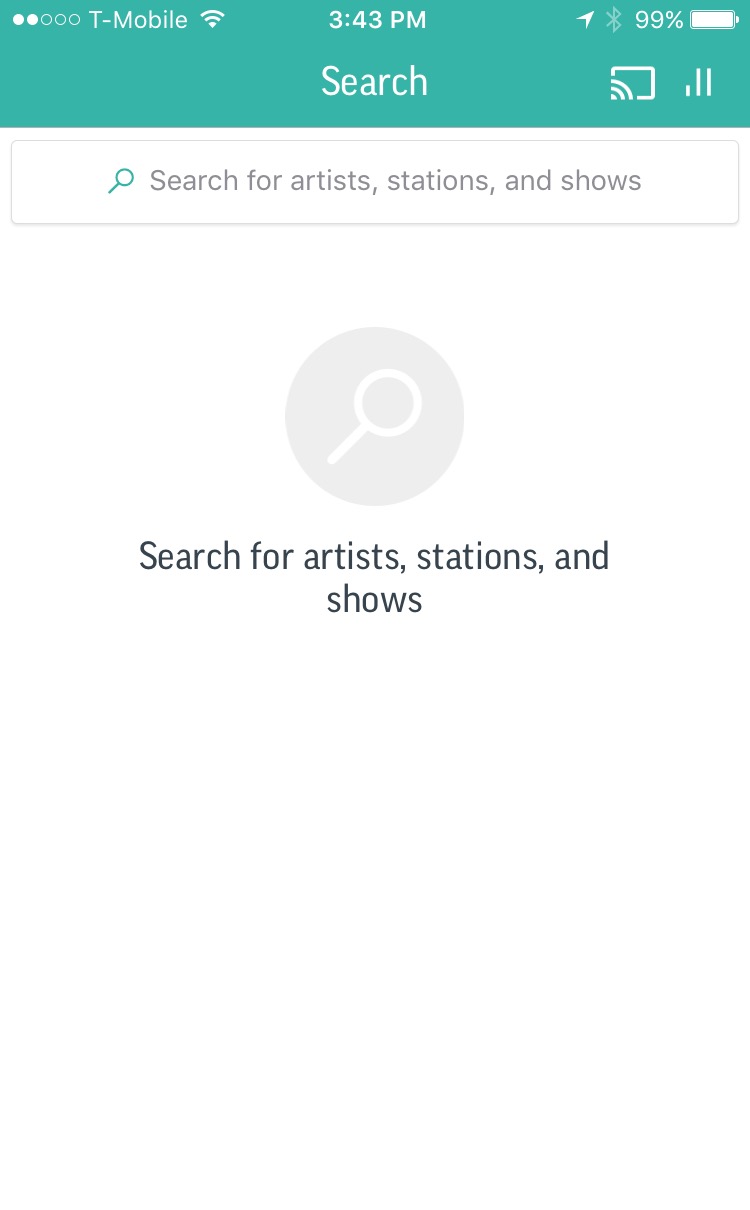 T-Mobile 3:43 PM 99%
Search
Search for artists, stations, and shows
Search for artists, stations, and
shows